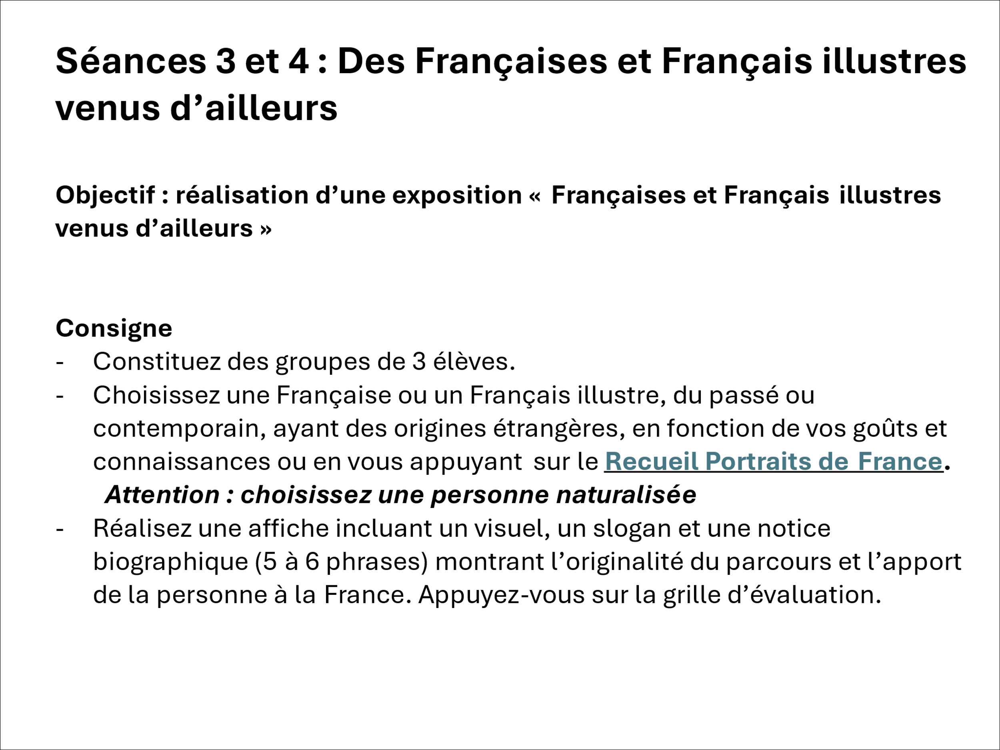 Séances 3 et 4 : Des Françaises et Français illustres
venus d’ailleurs
Objectif : réalisation d’une exposition «  Françaises et Français  illustres
venus d’ailleurs »
Consigne
- Constituez des groupes de 3 élèves.
- Choisissez une Française ou un Français illustre, du passé ou
contemporain, ayant des origines étrangères, en fonction de vos goûts et
connaissances ou en vous appuyant  sur le Recueil Portraits de France.
Attention : choisissez une personne naturalisée
- Réalisez une affiche incluant un visuel, un slogan et une notice
biographique (5 à 6 phrases) montrant l’originalité du parcours et l’apport
de la personne à la France. Appuyez-vous sur la grille d’évaluation.